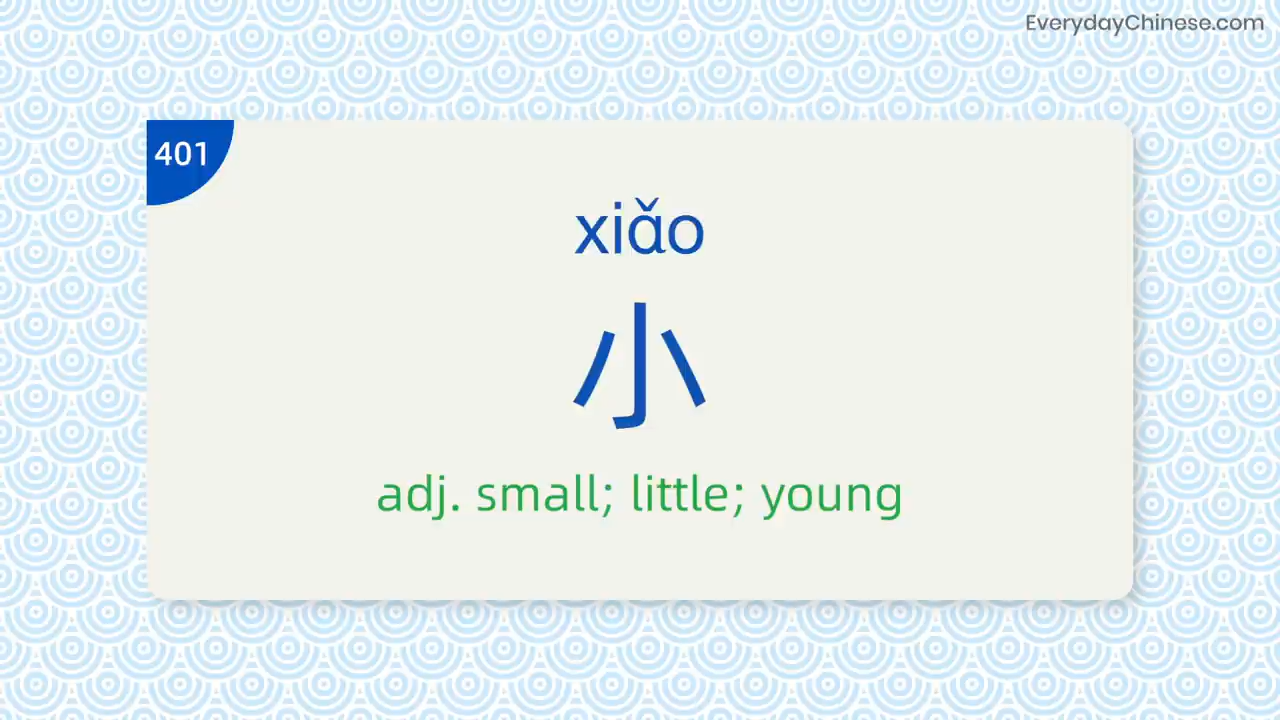 EverydayChinese.com
401
xiǎo
小
adj. small; little; young